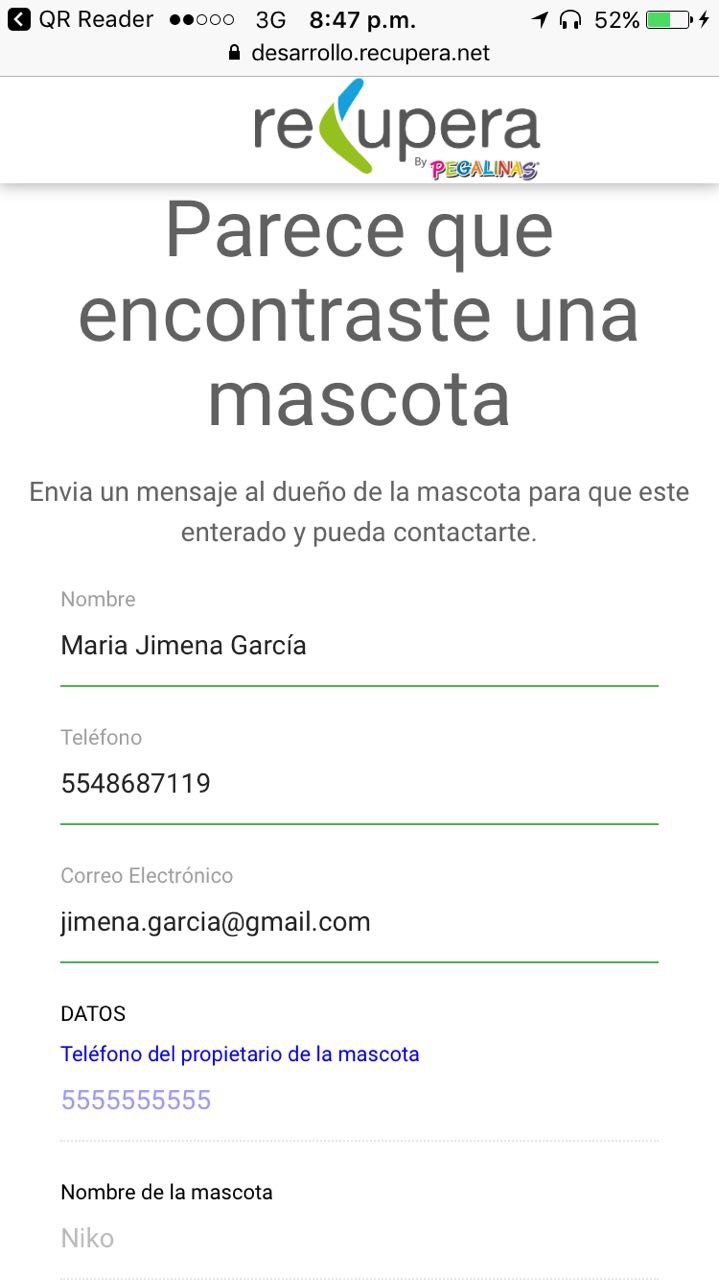 QR Reader 3G 8:47 p.m. 52%
desarrollo.recupera.net
recupera
By PEGALINAS
Parece que
encontraste una
mascota
Envia un mensaje al dueño de la mascota para que este
enterado y pueda contactarte.
Nombre
Maria Jimena García
Teléfono
5548687119
Correo Electrónico
jimena.garcia@gmail.com
DATOS
Teléfono del propietario de la mascota
5555555555
Nombre de la mascota
Niko